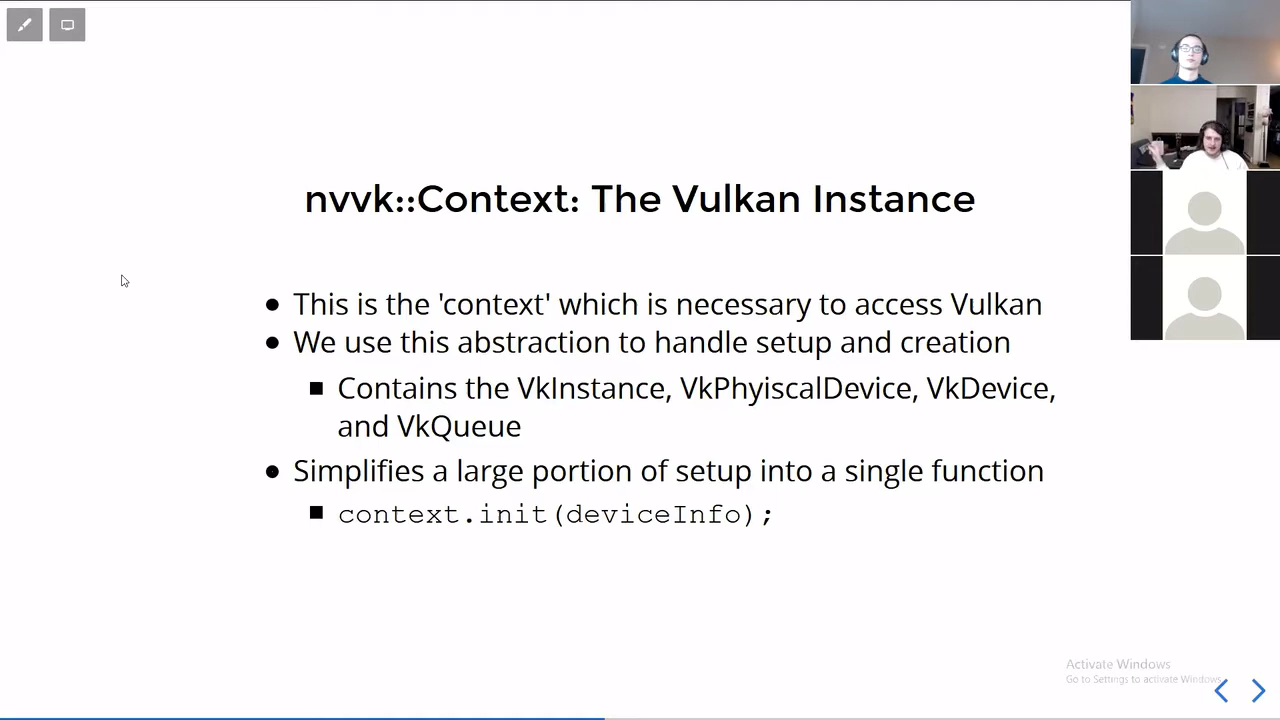 nvvk::Context: The Vulkan Instance
This is the 'context' which is necessary to access Vulkan
We use this abstraction to handle setup and creation
Contains the VkInstance, VkPhyiscalDevice, VkDevice,
and VkQueue
Simplifies a large portion of setup into a single function
context.init(deviceInfo);
Activate Windows
Go to Settings to activate Windows.